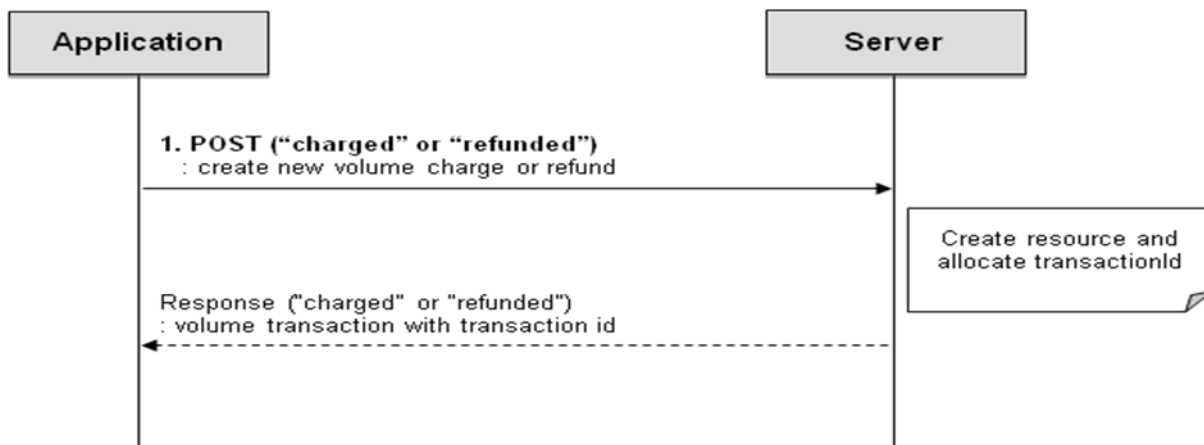 Application
Server
1. POST (“charged” or “refunded”)
: create new volume charge or refund
Create resource and
allocate transactionId
Response ("charged" or "refunded")
: volume transaction with transaction id